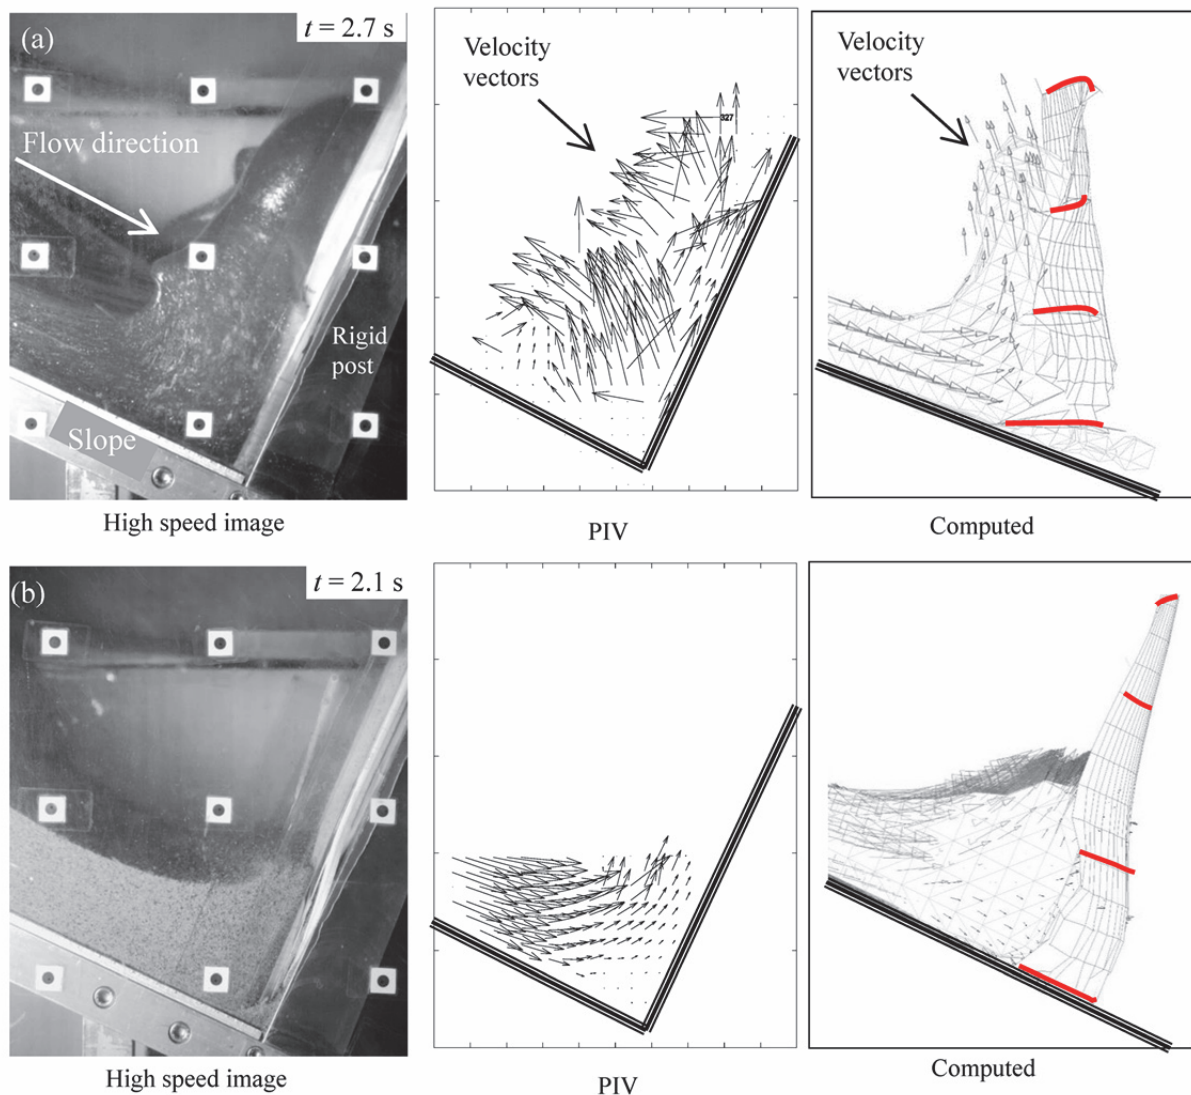 (a)
t = 2.7 s
Flow direction
Rigid
post
Slope
High speed image
Velocity
vectors
327
PIV
Velocity
vectors
Computed
(b)
t = 2.1 s
High speed image
PIV
Computed